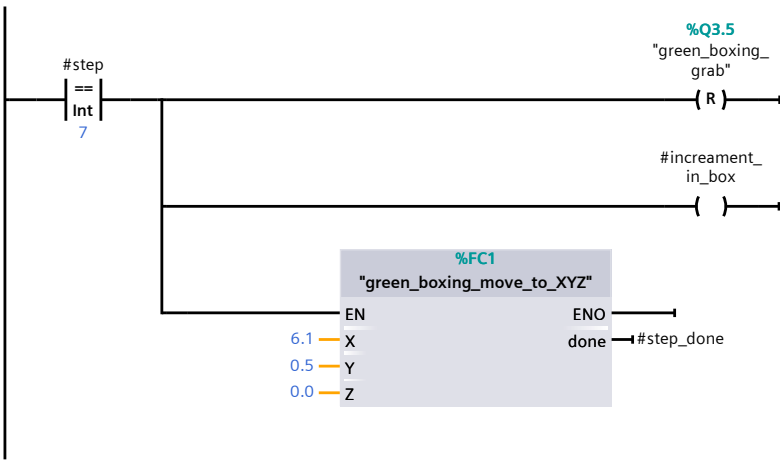 %Q3.5
"green_boxing_
grab"
#step
==
Int
7
R
#increament_
in_box
%FC1
"green_boxing_move_to_XYZ"
EN ENO
6.1 X done #step_done
0.5 Y
0.0 Z